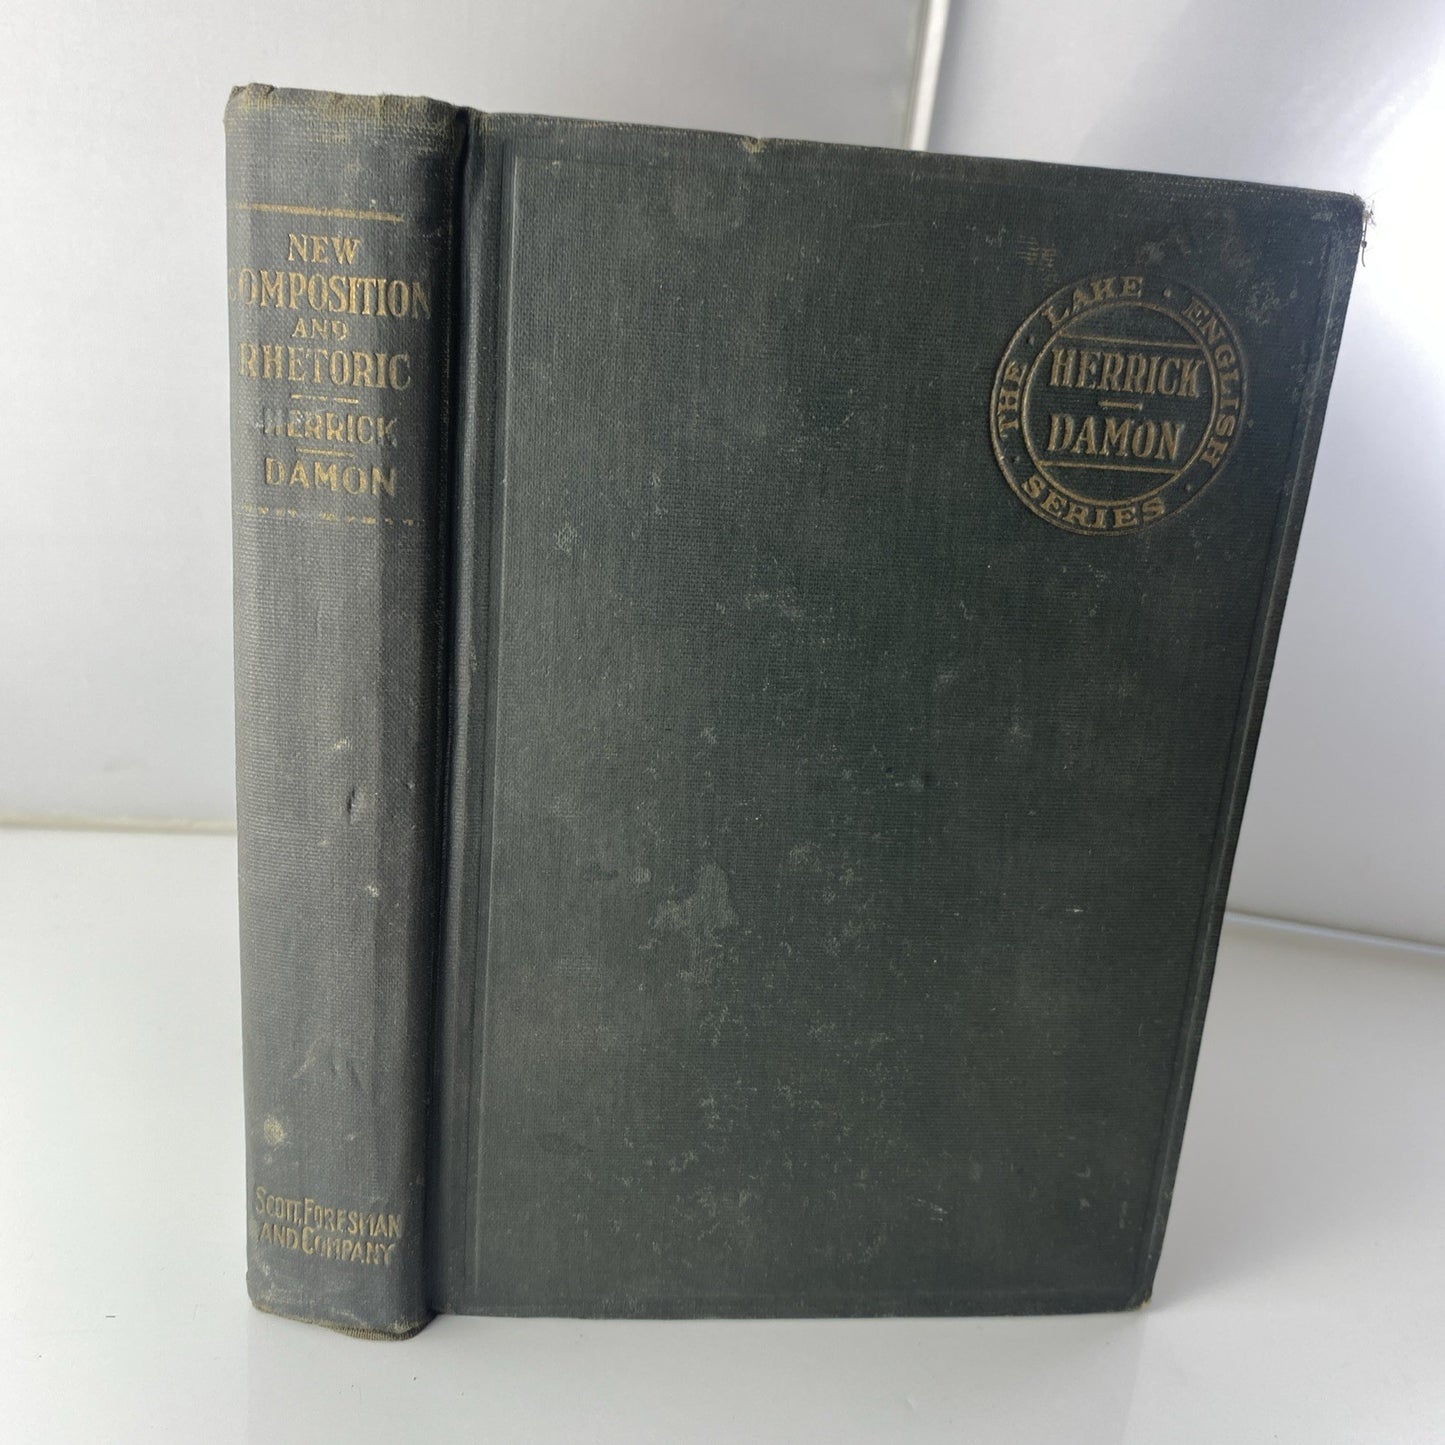 NEW
COMPOSITION
AND
RHETORIC
HERRICK
DAMON
SCOTT, FORESMAN
AND COMPANY
THE · LAKE · ENGLISH · SERIES ·
HERRICK
DAMON